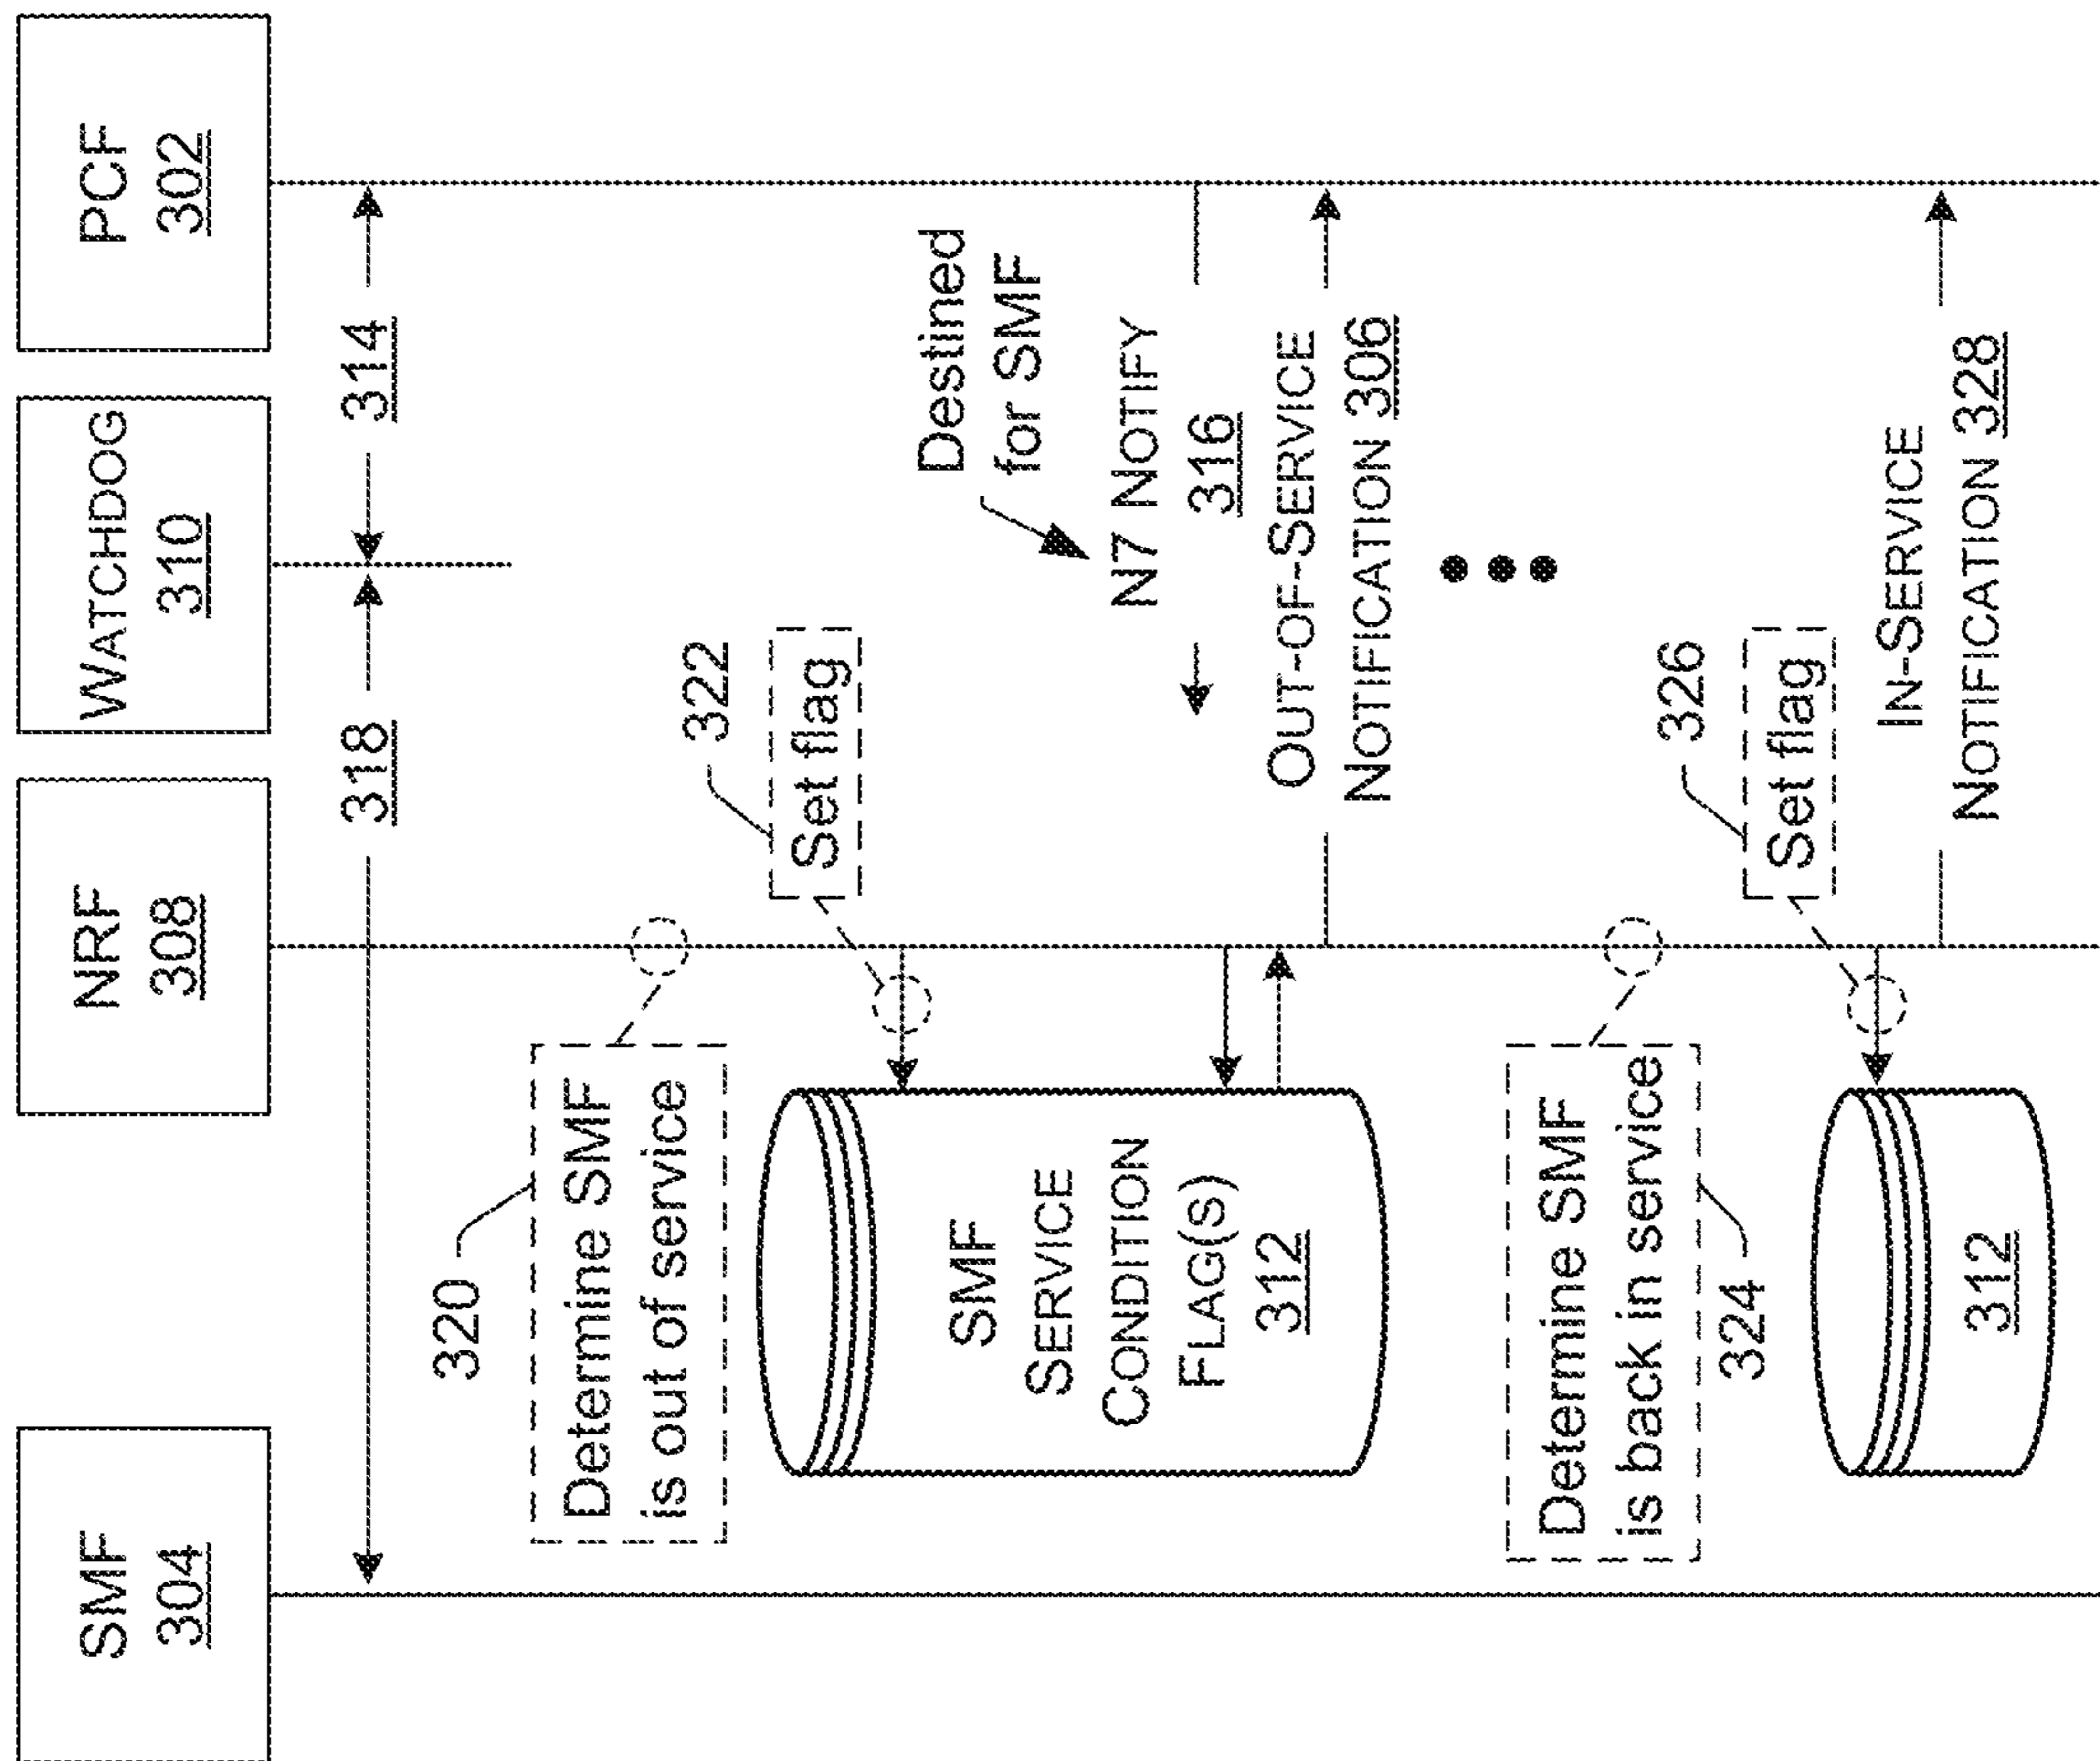 SMF
304
NRF
308
WATCHDOG
310
PCF
302
318
314
320
Determine SMF
is out of service
322
Set flag
SMF
SERVICE
CONDITION
FLAG(S)
312
Destined
for SMF
N7 NOTIFY
316
OUT-OF-SERVICE
NOTIFICATION 306
Determine SMF
is back in service
324
326
Set flag
312
IN-SERVICE
NOTIFICATION 328